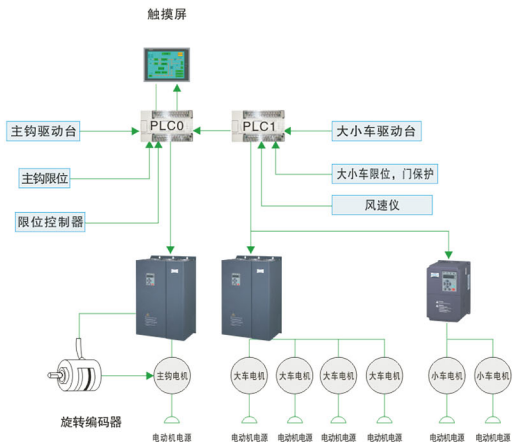 触摸屏
PLC0
PLC1
主钩驱动台
大小车驱动台
主钩限位
大小车限位，门保护
限位控制器
风速仪
主钩电机
大车电机
大车电机
大车电机
大车电机
小车电机
小车电机
旋转编码器
电动机电源
电动机电源
电动机电源
电动机电源
电动机电源
电动机电源
电动机电源